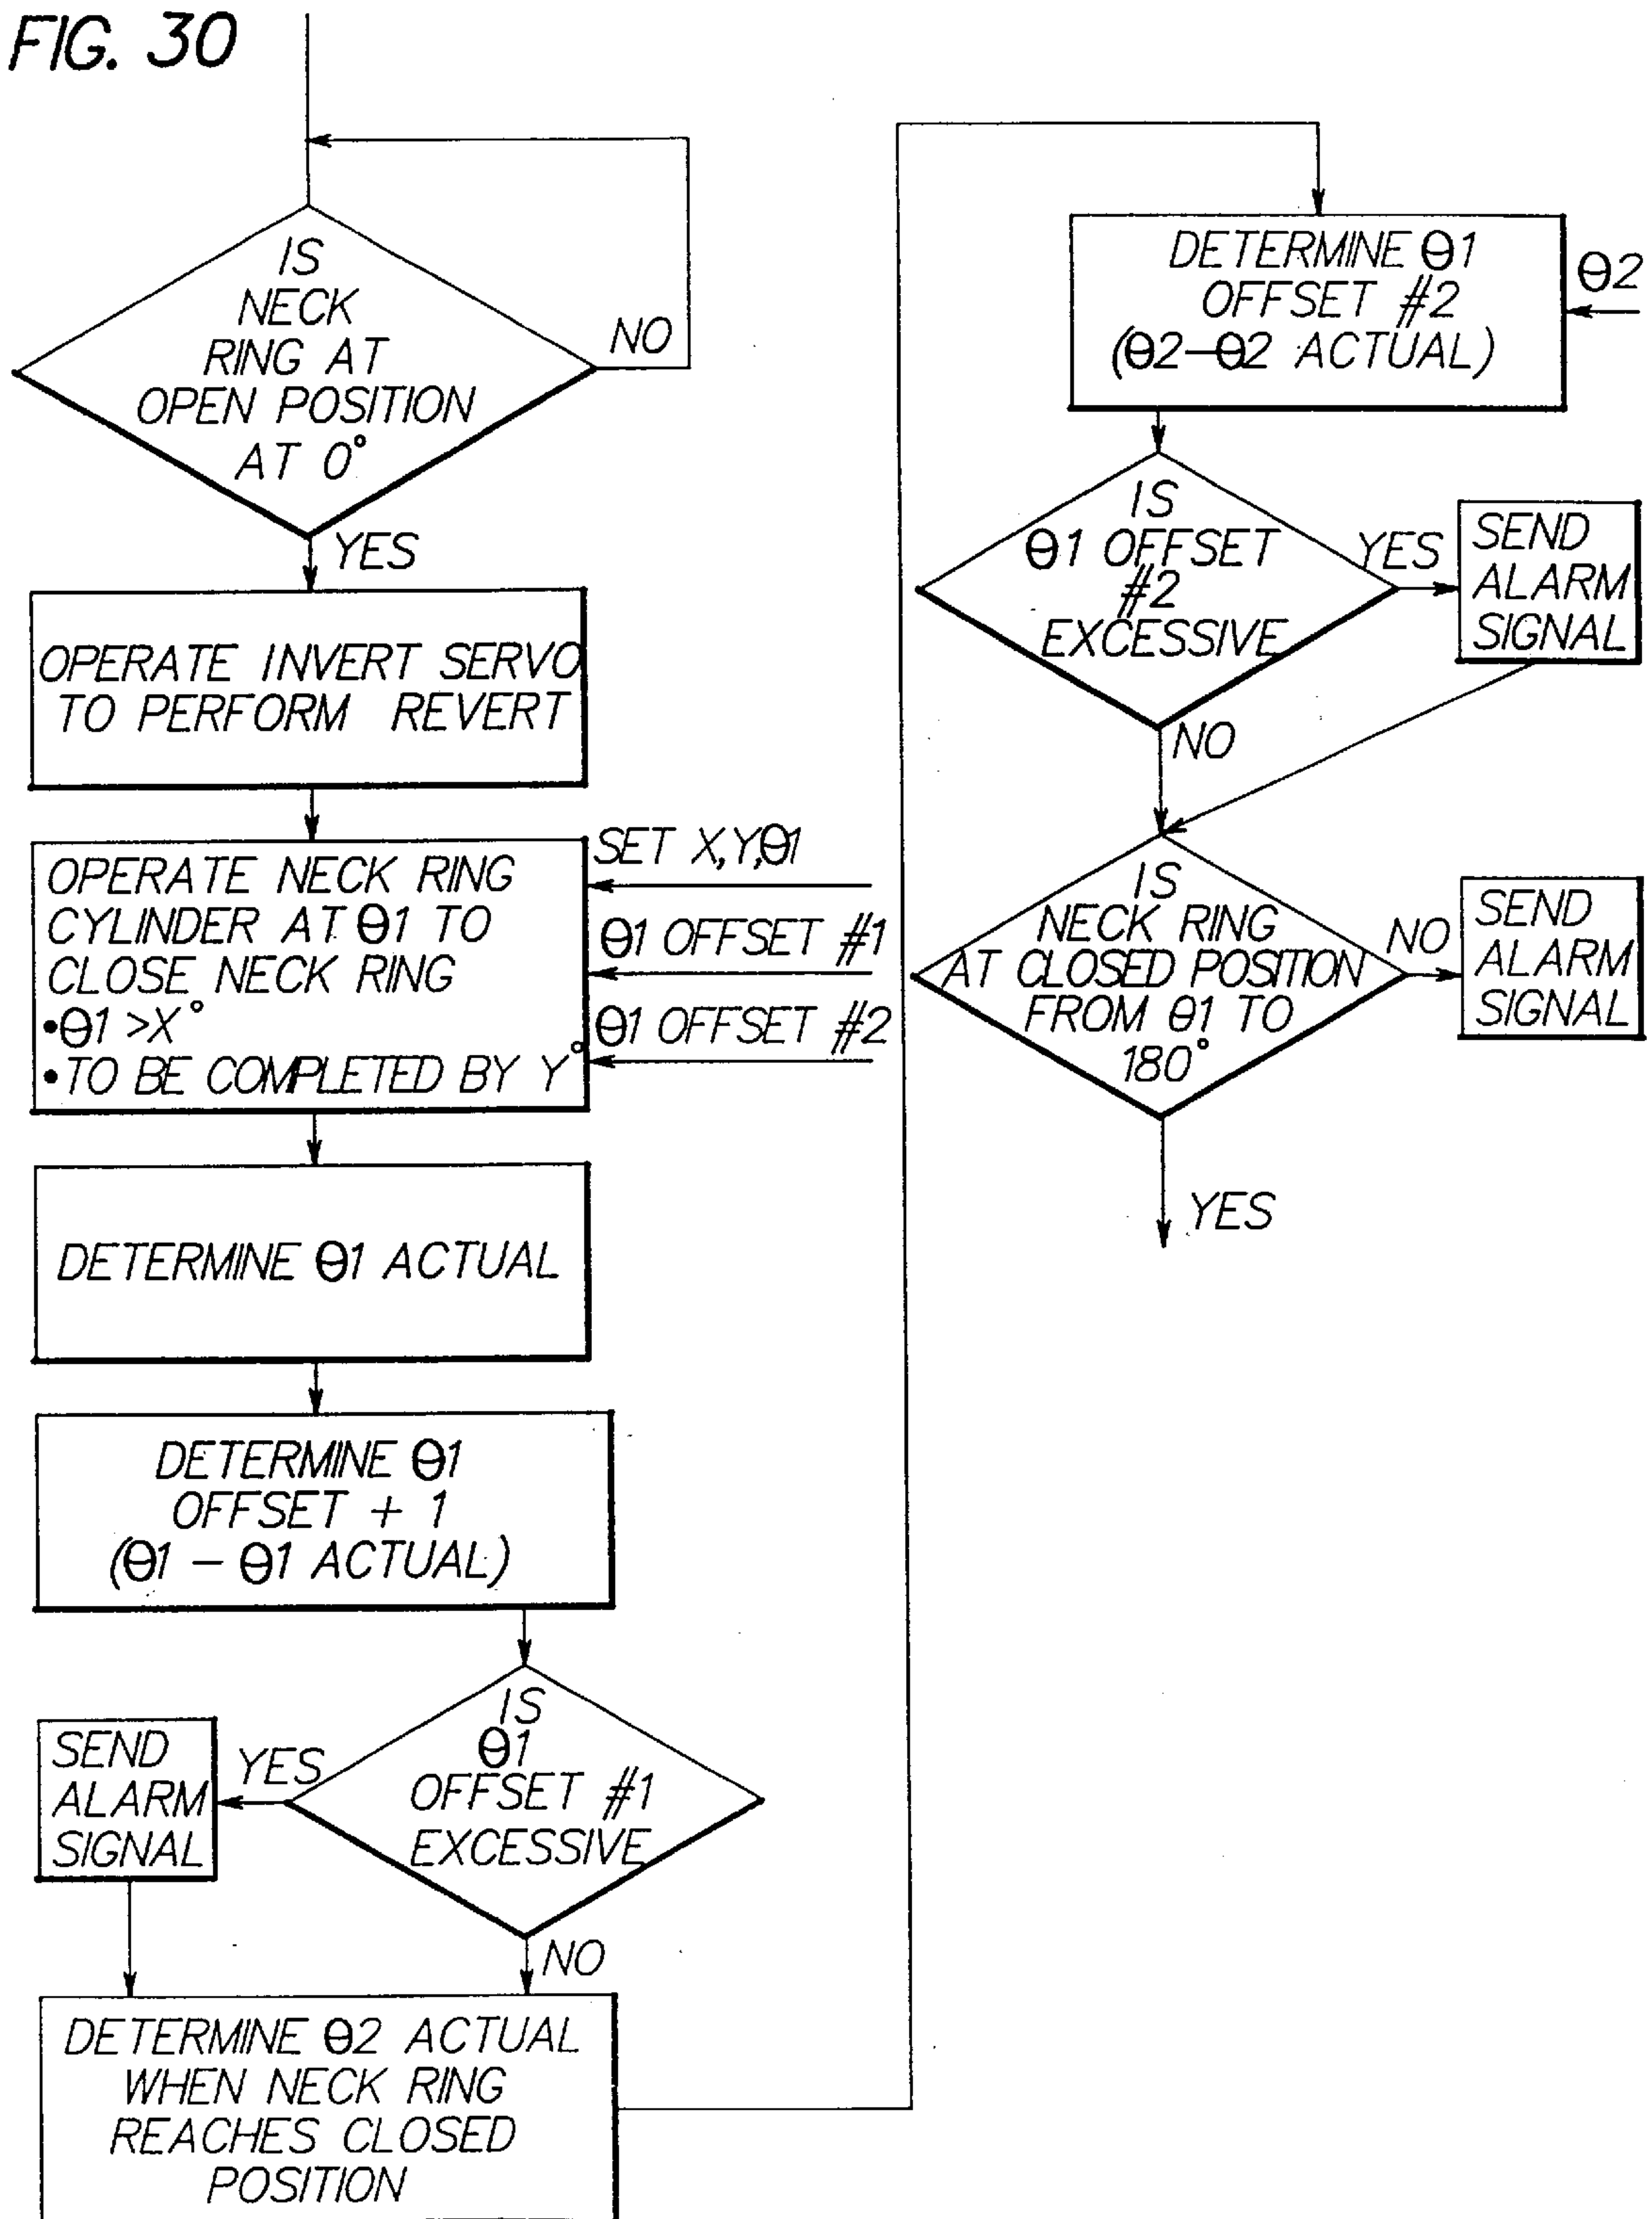 FIG. 30
IS
NECK
RING AT
OPEN POSITION
AT 0°
NO
YES
OPERATE INVERT SERVO
TO PERFORM REVERT
OPERATE NECK RING
CYLINDER AT θ1 TO
CLOSE NECK RING
•θ1 >X°
•TO BE COMPLETED BY Y°
SET X,Y,θ1
θ1 OFFSET #1
θ1 OFFSET #2
DETERMINE θ1 ACTUAL
DETERMINE θ1
OFFSET + 1
(θ1 – θ1 ACTUAL)
IS
θ1
OFFSET #1
EXCESSIVE
YES
SEND
ALARM
SIGNAL
NO
DETERMINE θ2 ACTUAL
WHEN NECK RING
REACHES CLOSED
POSITION
DETERMINE θ1
OFFSET #2
(θ2–θ2 ACTUAL)
θ2
IS
θ1 OFFSET
#2
EXCESSIVE
YES
SEND
ALARM
SIGNAL
NO
IS
NECK RING
AT CLOSED POSITION
FROM θ1 TO
180°
NO
SEND
ALARM
SIGNAL
YES